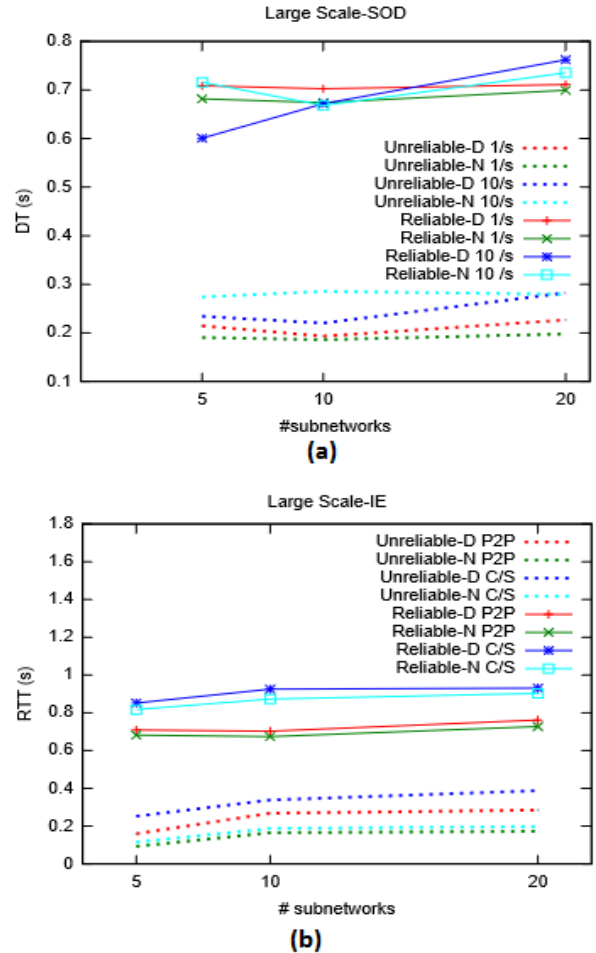 Large Scale-SOD
0.8
0.7
0.6
0.5
0.4
0.3
0.2
0.1
DT (s)
Unreliable-D 1/s
Unreliable-N 1/s
Unreliable-D 10/s
Unreliable-N 10/s
Reliable-D 1/s
Reliable-N 1/s
Reliable-D 10 /s
Reliable-N 10 /s
5
10
20
#subnetworks
(a)
Large Scale-IE
1.8
1.6
1.4
1.2
1
0.8
0.6
0.4
0.2
0
RTT (s)
Unreliable-D P2P
Unreliable-N P2P
Unreliable-D C/S
Unreliable-N C/S
Reliable-D P2P
Reliable-N P2P
Reliable-D C/S
Reliable-N C/S
5
10
20
# subnetworks
(b)